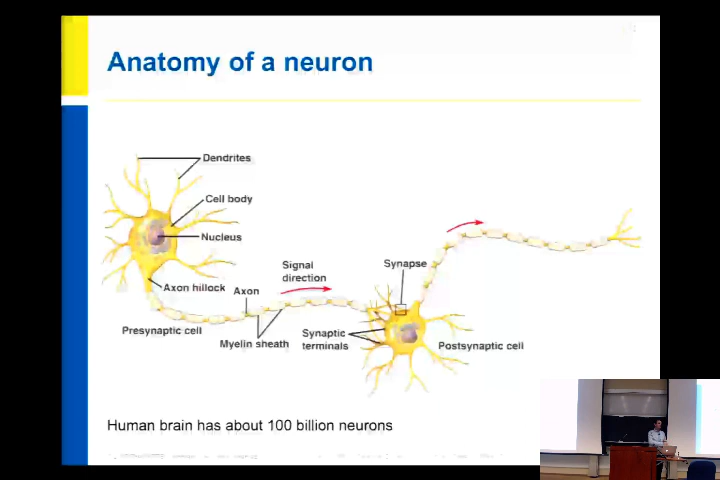 Anatomy of a neuron
Dendrites
Cell body
Nucleus
Axon hillock
Axon
Signal
direction
Synapse
Presynaptic cell
Myelin sheath
Synaptic
terminals
Postsynaptic cell
Human brain has about 100 billion neurons